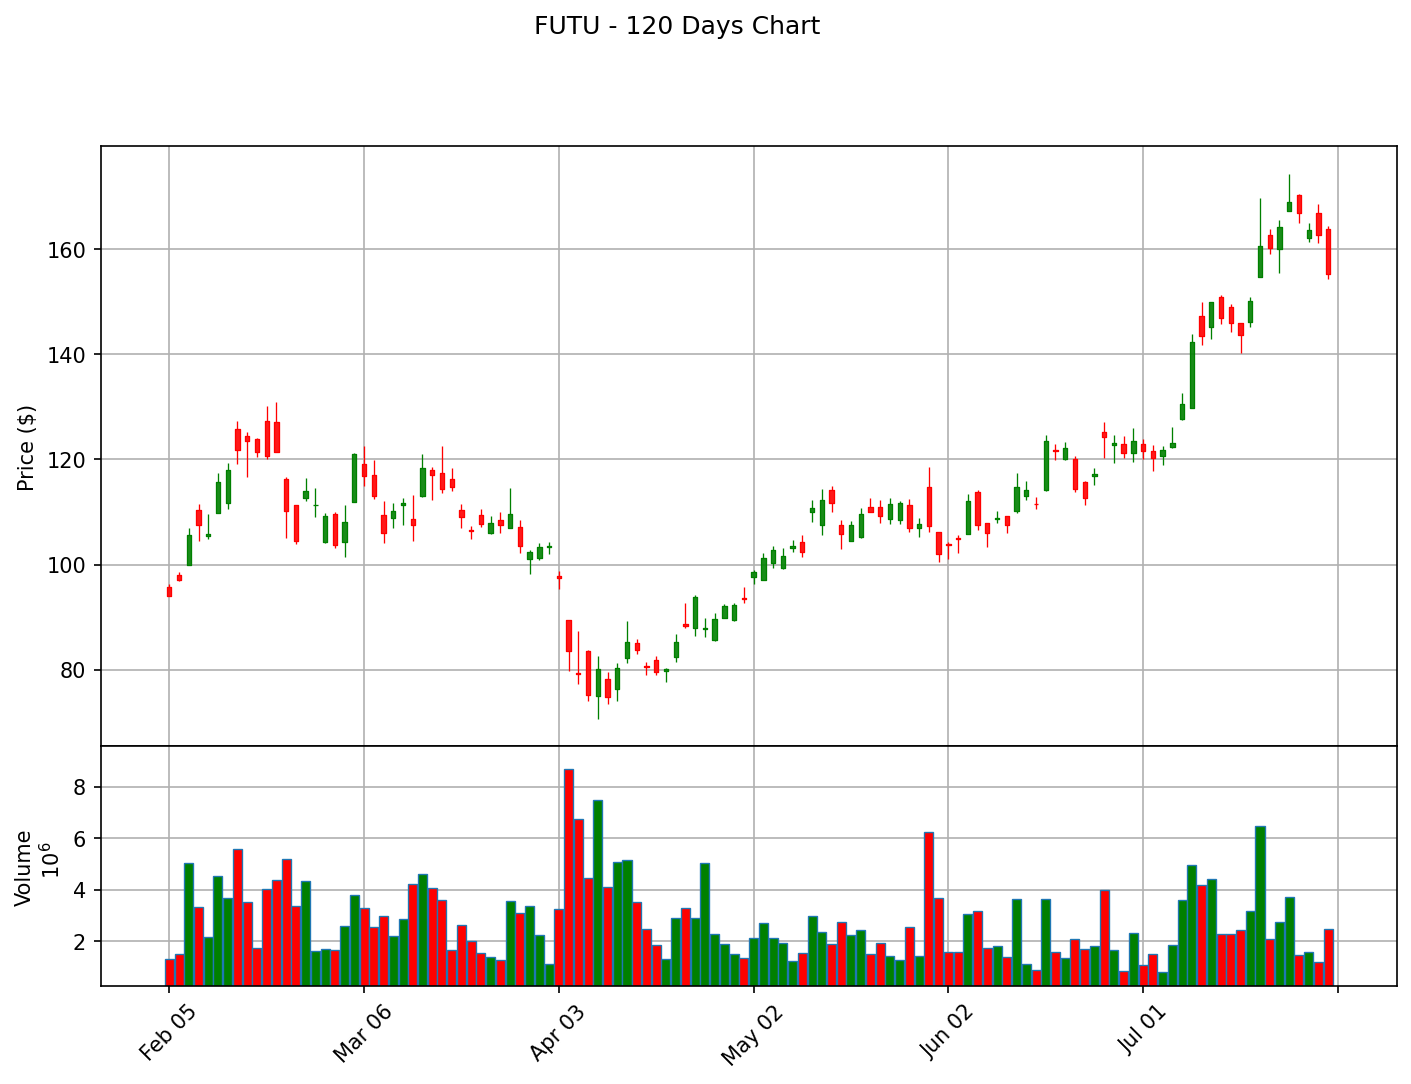 FUTU - 120 Days Chart
Price ($)
160
140
120
100
80
Volume
10⁶
8
6
4
2
Feb 05
Mar 06
Apr 03
May 02
Jun 02
Jul 01